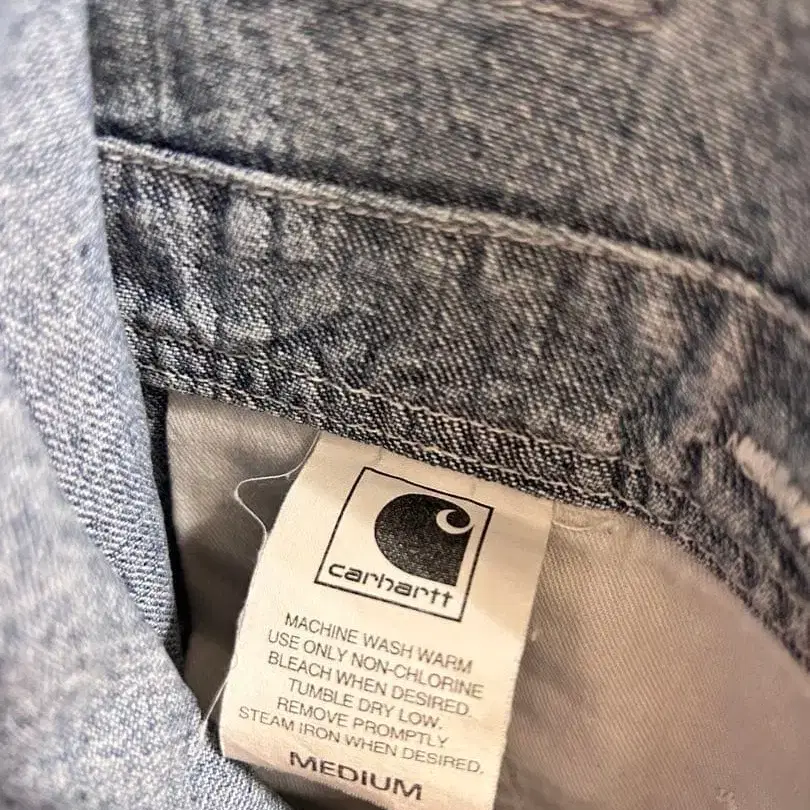 carhartt
MACHINE WASH WARM
USE ONLY NON-CHLORINE
BLEACH WHEN DESIRED.
TUMBLE DRY LOW.
REMOVE PROMPTLY
STEAM IRON WHEN DESIRED.
MEDIUM